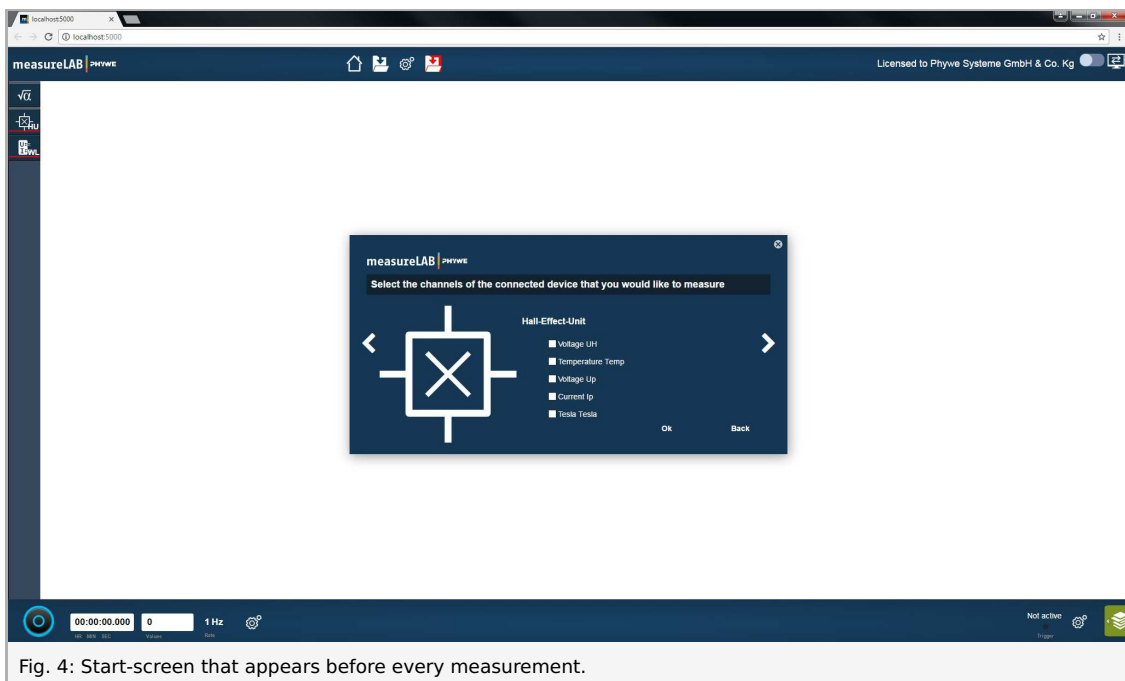 localhost:5000
localhost:5000
measureLAB PHYWE
Licensed to Phywe Systeme GmbH & Co. Kg
√α
HU
WL
measureLAB PHYWE
Select the channels of the connected device that you would like to measure
Hall-Effect-Unit
Voltage UH
Temperature Temp
Voltage Up
Current Ip
Tesla Tesla
Ok Back
00:00:00.000 0 1 Hz
HR MIN SEC Values Rate
Not active
Trigger
Fig. 4: Start-screen that appears before every measurement.